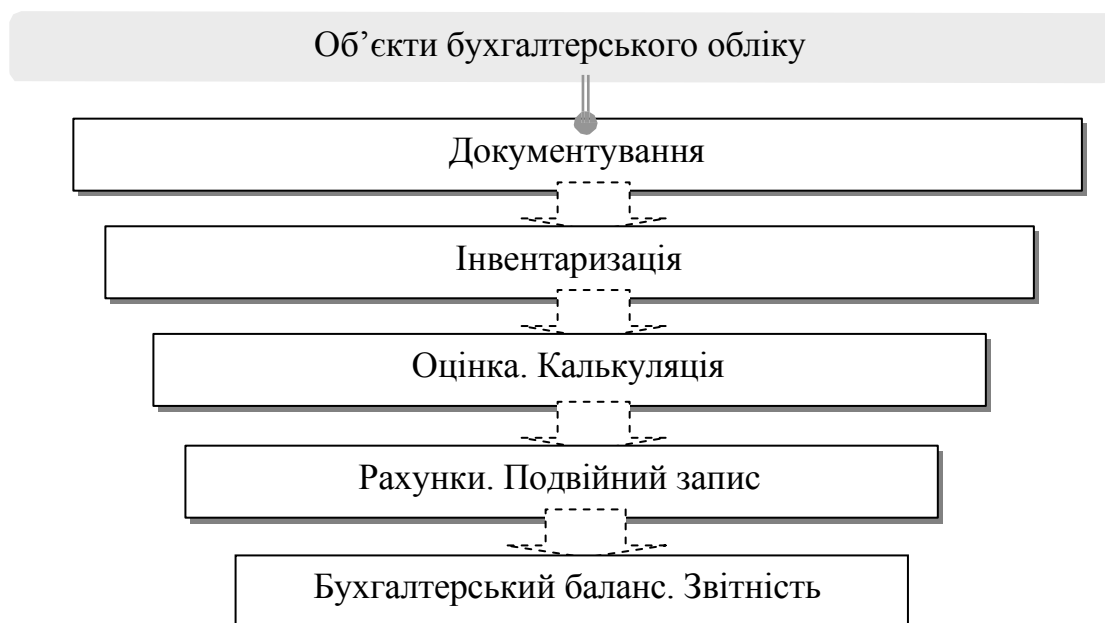 Об’єкти бухгалтерського обліку
Документування
Інвентаризація
Оцінка. Калькуляція
Рахунки. Подвійний запис
Бухгалтерський баланс. Звітність